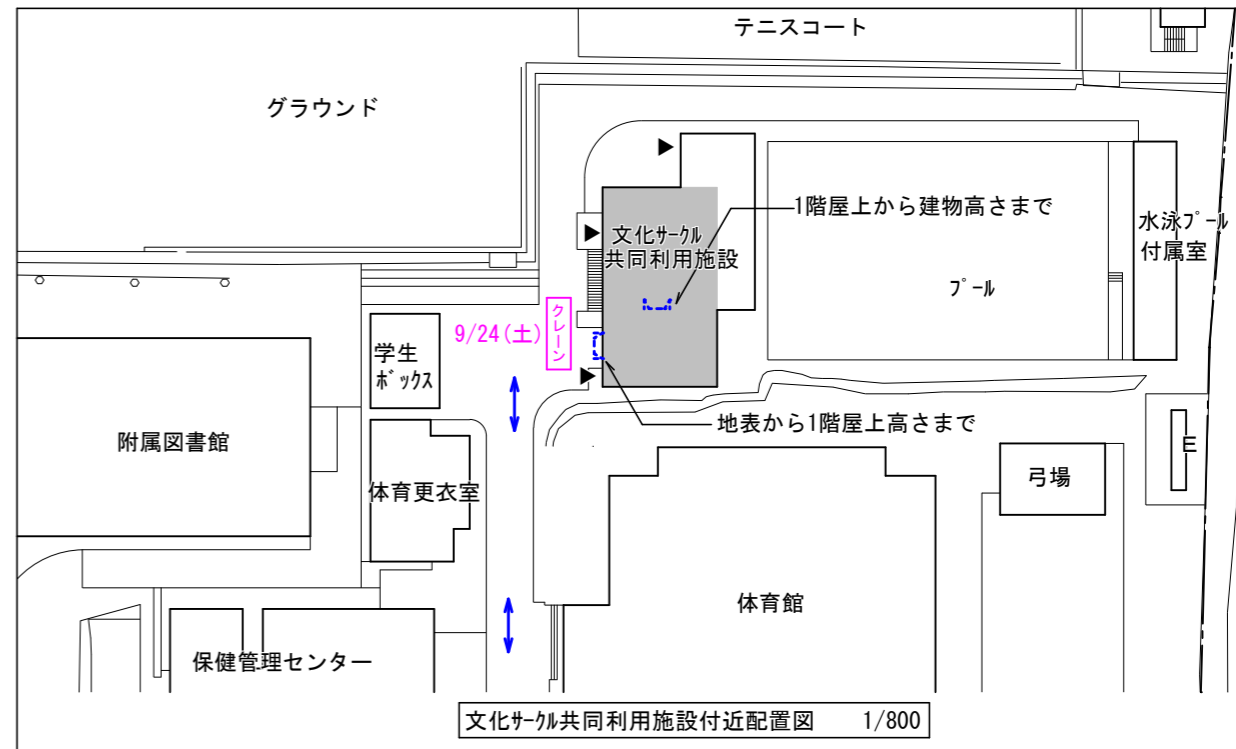 テニスコート
グラウンド
1階屋上から建物高さまで
文化ｻｰｸﾙ
共同利用施設
水泳ﾌﾟｰﾙ
付属室
ﾌﾟｰﾙ
9/24(土)
クレーン
学生
ﾎﾞｯｸｽ
地表から1階屋上高さまで
附属図書館
体育更衣室
弓場
E
体育館
保健管理センター
文化ｻｰｸﾙ共同利用施設付近配置図 1/800